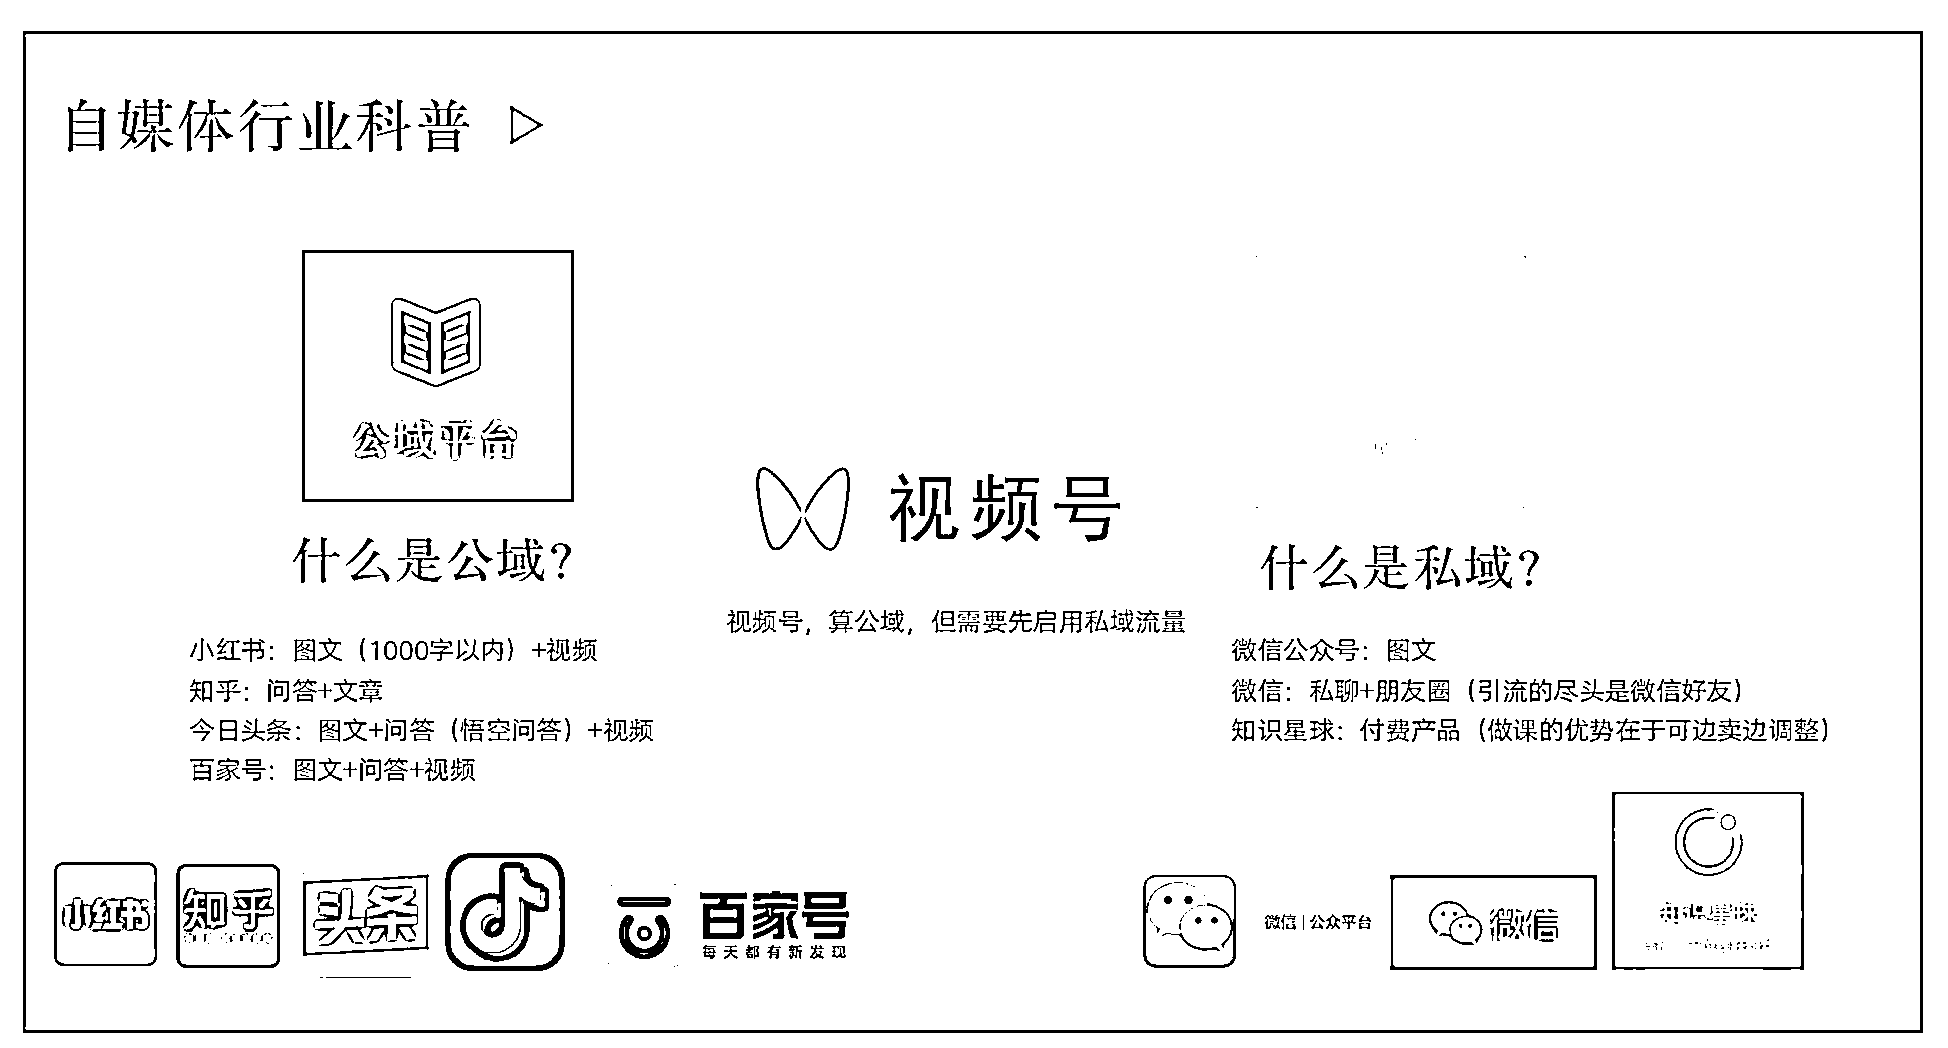 自媒体行业科普
公域平台
什么是公域？
小红书：图文（1000字以内）+视频
知乎：问答+文章
今日头条：图文+问答（悟空问答）+视频
百家号：图文+问答+视频
视频号
视频号，算公域，但需要先启用私域流量
什么是私域？
微信公众号：图文
微信：私聊+朋友圈（引流的尽头是微信好友）
知识星球：付费产品（做课的优势在于可边卖边调整）
小红书
知乎
头条
百家号
每天都有新发现
微信|公众平台
微信